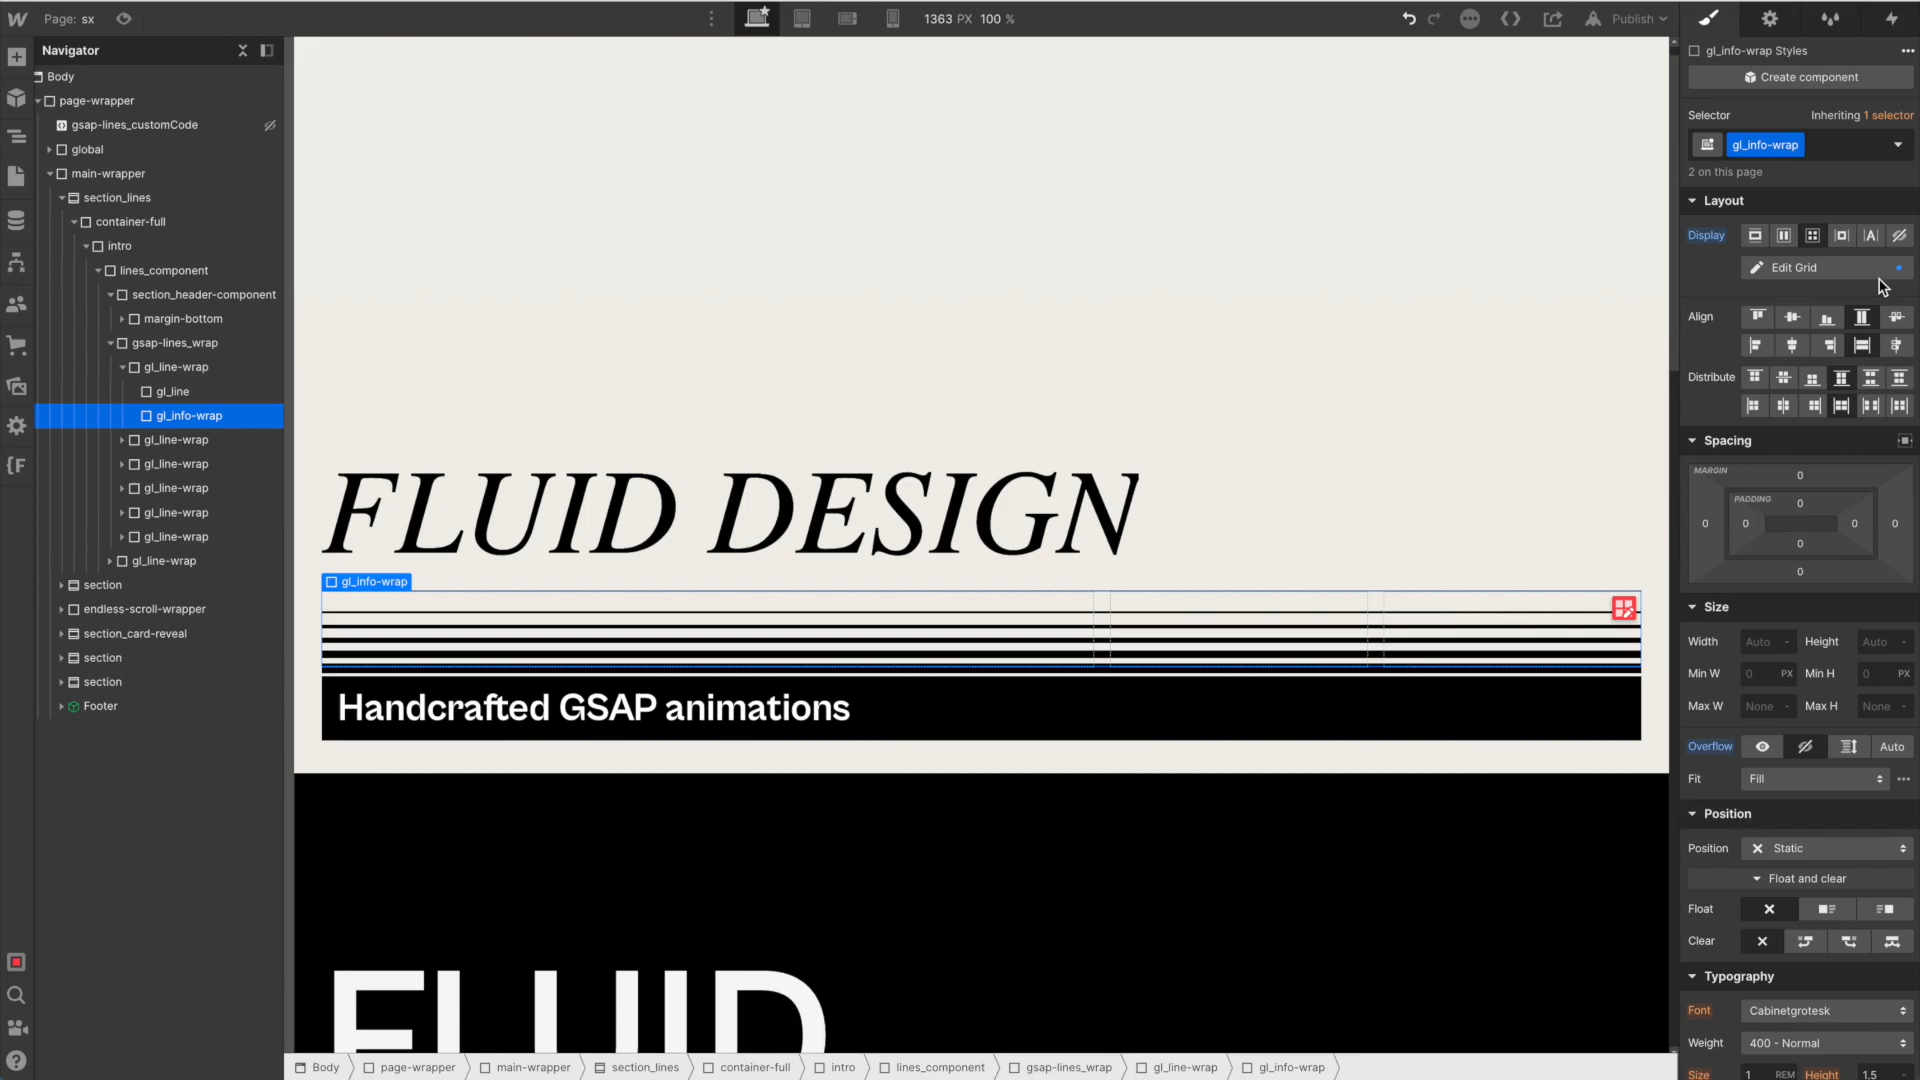 Page: sx
1363 PX 100 %
Publish
Navigator
Body
page-wrapper
gsap-lines_customCode
global
main-wrapper
section_lines
container-full
intro
lines_component
section_header-component
margin-bottom
gsap-lines_wrap
gl_line-wrap
gl_line
gl_info-wrap
gl_line-wrap
gl_line-wrap
gl_line-wrap
gl_line-wrap
gl_line-wrap
gl_line-wrap
section
endless-scroll-wrapper
section_card-reveal
section
section
Footer
FLUID DESIGN
gl_info-wrap
Handcrafted GSAP animations
FLUID
Body
page-wrapper
main-wrapper
section_lines
container-full
intro
lines_component
gsap-lines_wrap
gl_line-wrap
gl_info-wrap
gl_info-wrap Styles
Create component
Selector
Inheriting 1 selector
gl_info-wrap
2 on this page
Layout
Display
Edit Grid
Align
Distribute
Spacing
MARGIN
0
PADDING
0
0 0 0 0
0
0
Size
Width Auto - Height Auto -
Min W 0 PX Min H 0 PX
Max W None - Max H None -
Overflow Auto
Fit Fill
Position
Position Static
Float and clear
Float
Clear
Typography
Font Cabinetgrotesk
Weight 400 - Normal
Size 1 REM Height 1.5 -